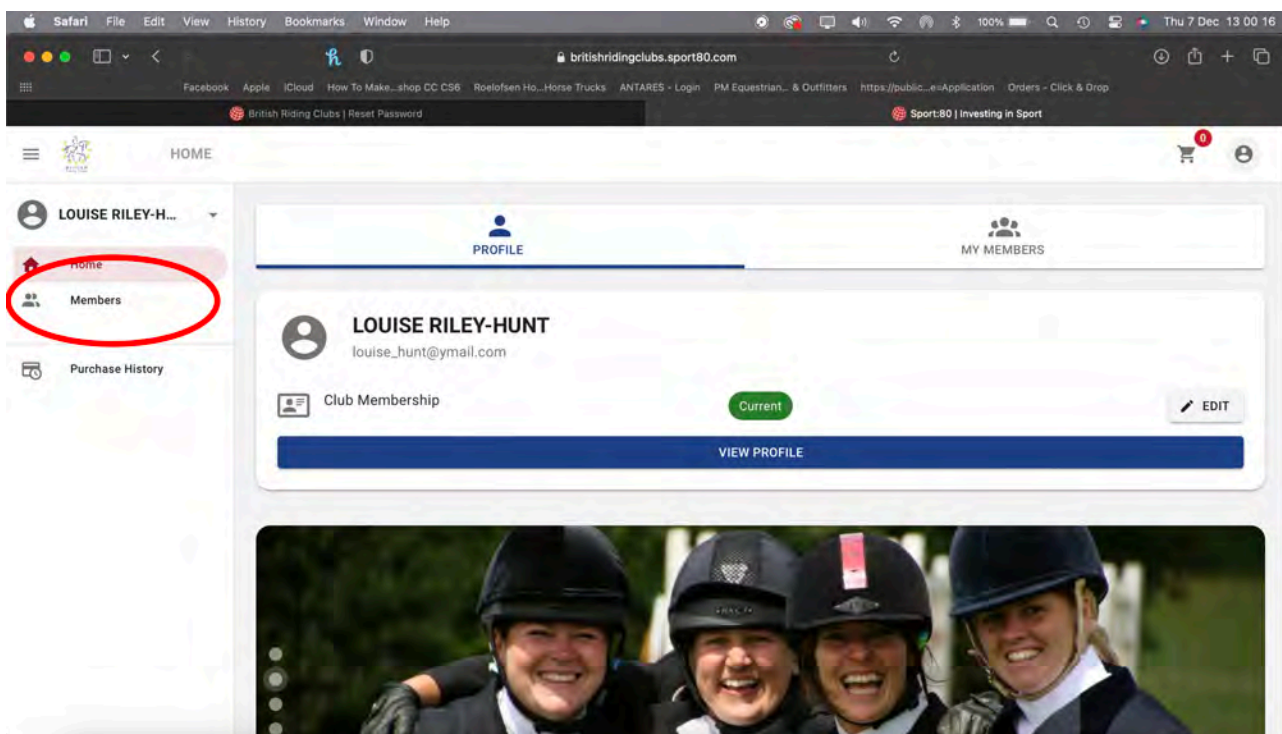 Safari File Edit View History Bookmarks Window Help 100% Thu 7 Dec 13 00 16
britishridingclubs.sport80.com
Facebook Apple iCloud How To Make...shop CC CS6 Roelofsen Ho...Horse Trucks ANTARES - Login PM Equestrian... & Outfitters https://public...e=Application Orders - Click & Drop
British Riding Clubs | Reset Password Sport:80 | Investing in Sport
HOME 0
LOUISE RILEY-H...
PROFILE MY MEMBERS
Home
Members
LOUISE RILEY-HUNT
louise_hunt@ymail.com
Purchase History
Club Membership Current EDIT
VIEW PROFILE